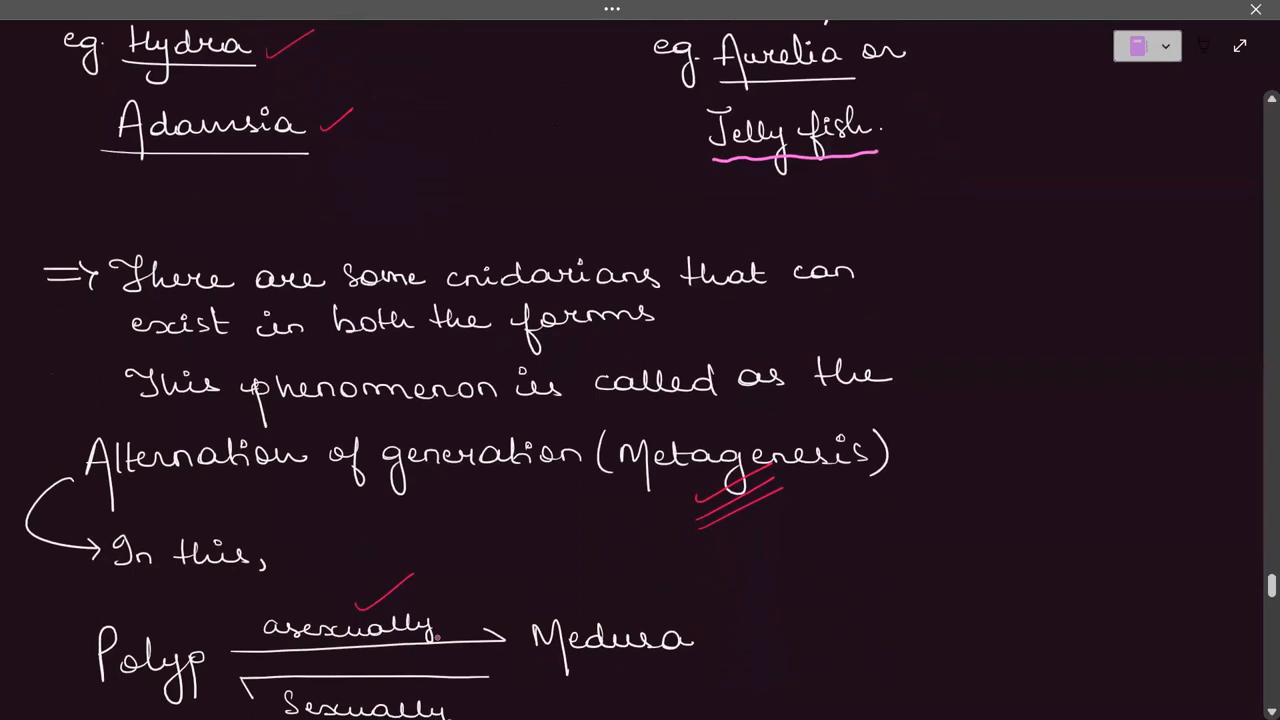 eg. Hydra
eg. Aurelia or
Adamsia
Jelly fish.
=> There are some cnidarians that can
exist in both the forms
This phenomenon is called as the
Alternation of generation (Metagenesis)
In this,
asexually
Polyp Medusa
Sexually